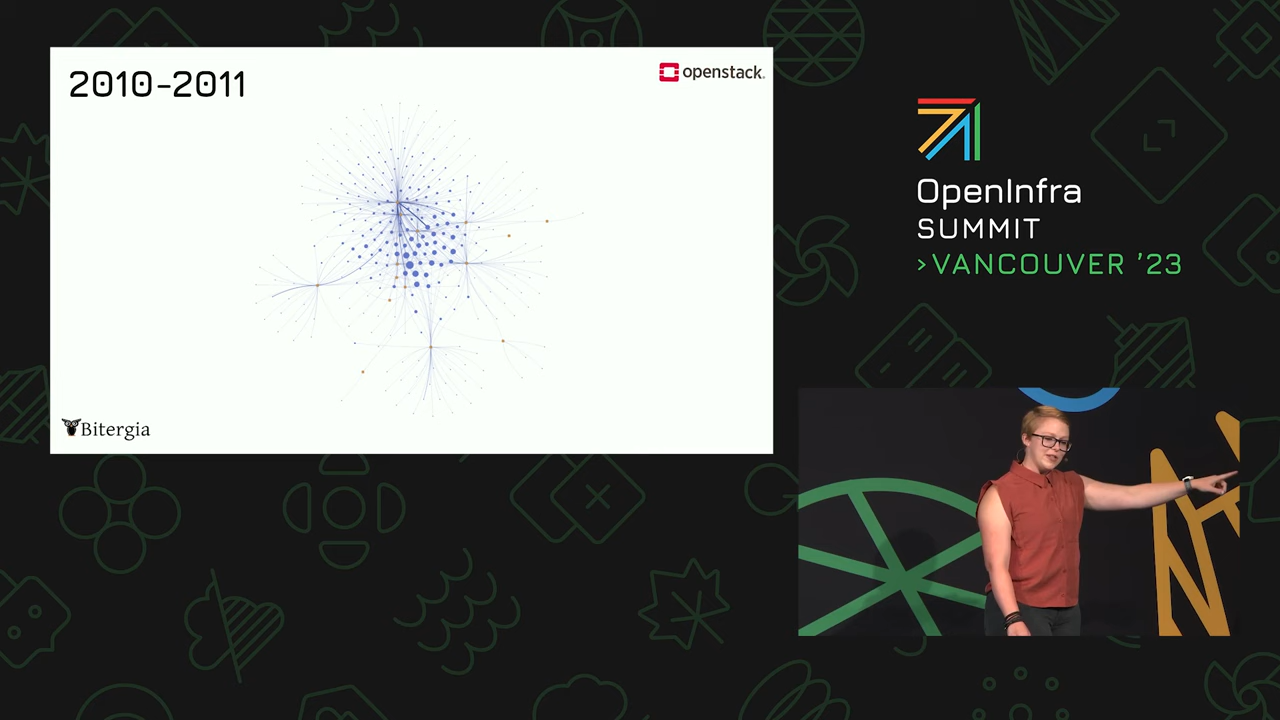 2010-2011
openstack.
Bitergia
OpenInfra
SUMMIT
>VANCOUVER '23